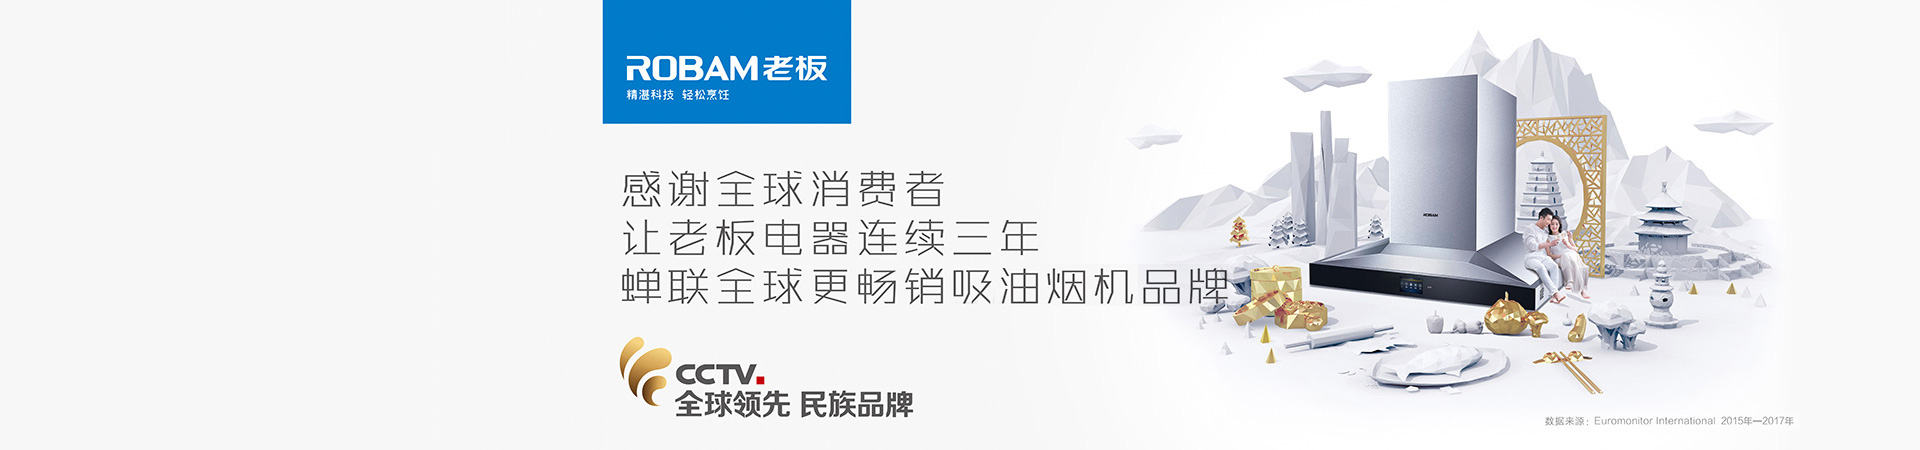 ROBAM老板
精湛科技 轻松烹饪
感谢全球消费者
让老板电器连续三年
蝉联全球更畅销吸油烟机品牌
ROBAM
CCTV.
全球领先 民族品牌
数据来源：Euromonitor International 2015年—2017年